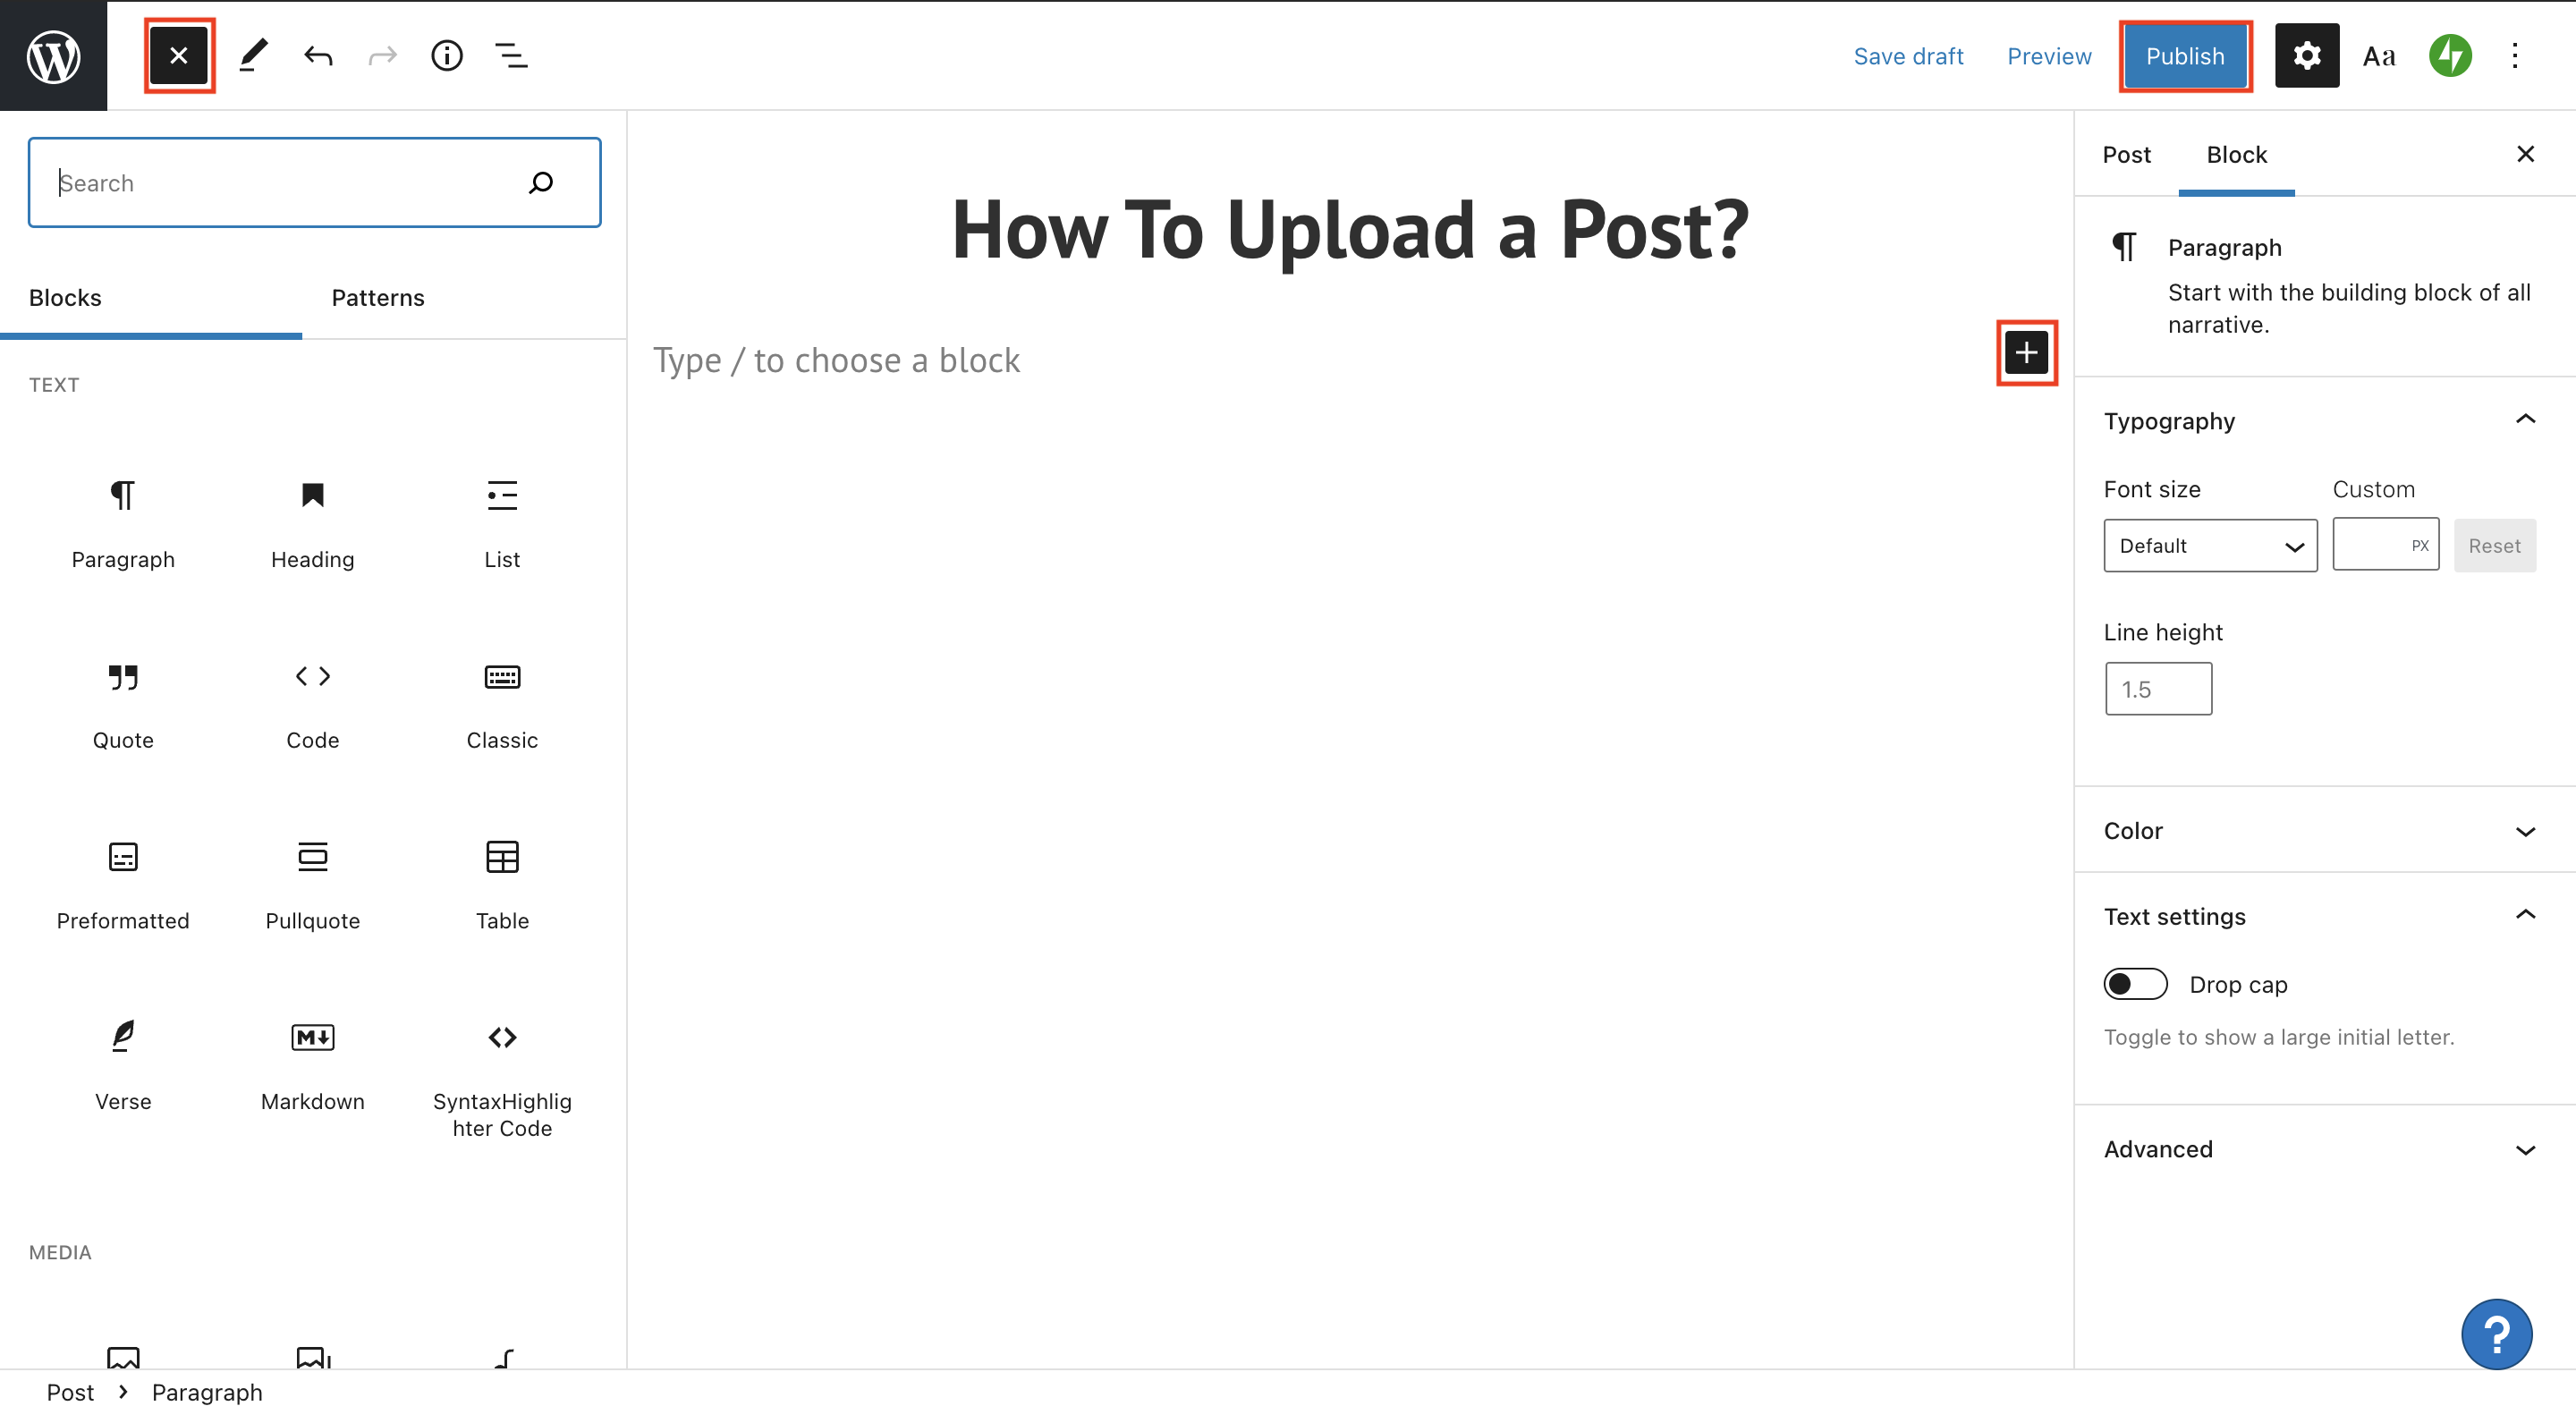 Save draft
Preview
Publish
Aa
Search
Blocks
Patterns
TEXT
Paragraph
Heading
List
Quote
Code
Classic
Preformatted
Pullquote
Table
Verse
Markdown
SyntaxHighlig
hter Code
MEDIA
How To Upload a Post?
Type / to choose a block
Post
Block
Paragraph
Start with the building block of all
narrative.
Typography
Font size
Custom
Default
PX
Reset
Line height
1.5
Color
Text settings
Drop cap
Toggle to show a large initial letter.
Advanced
?
Post › Paragraph